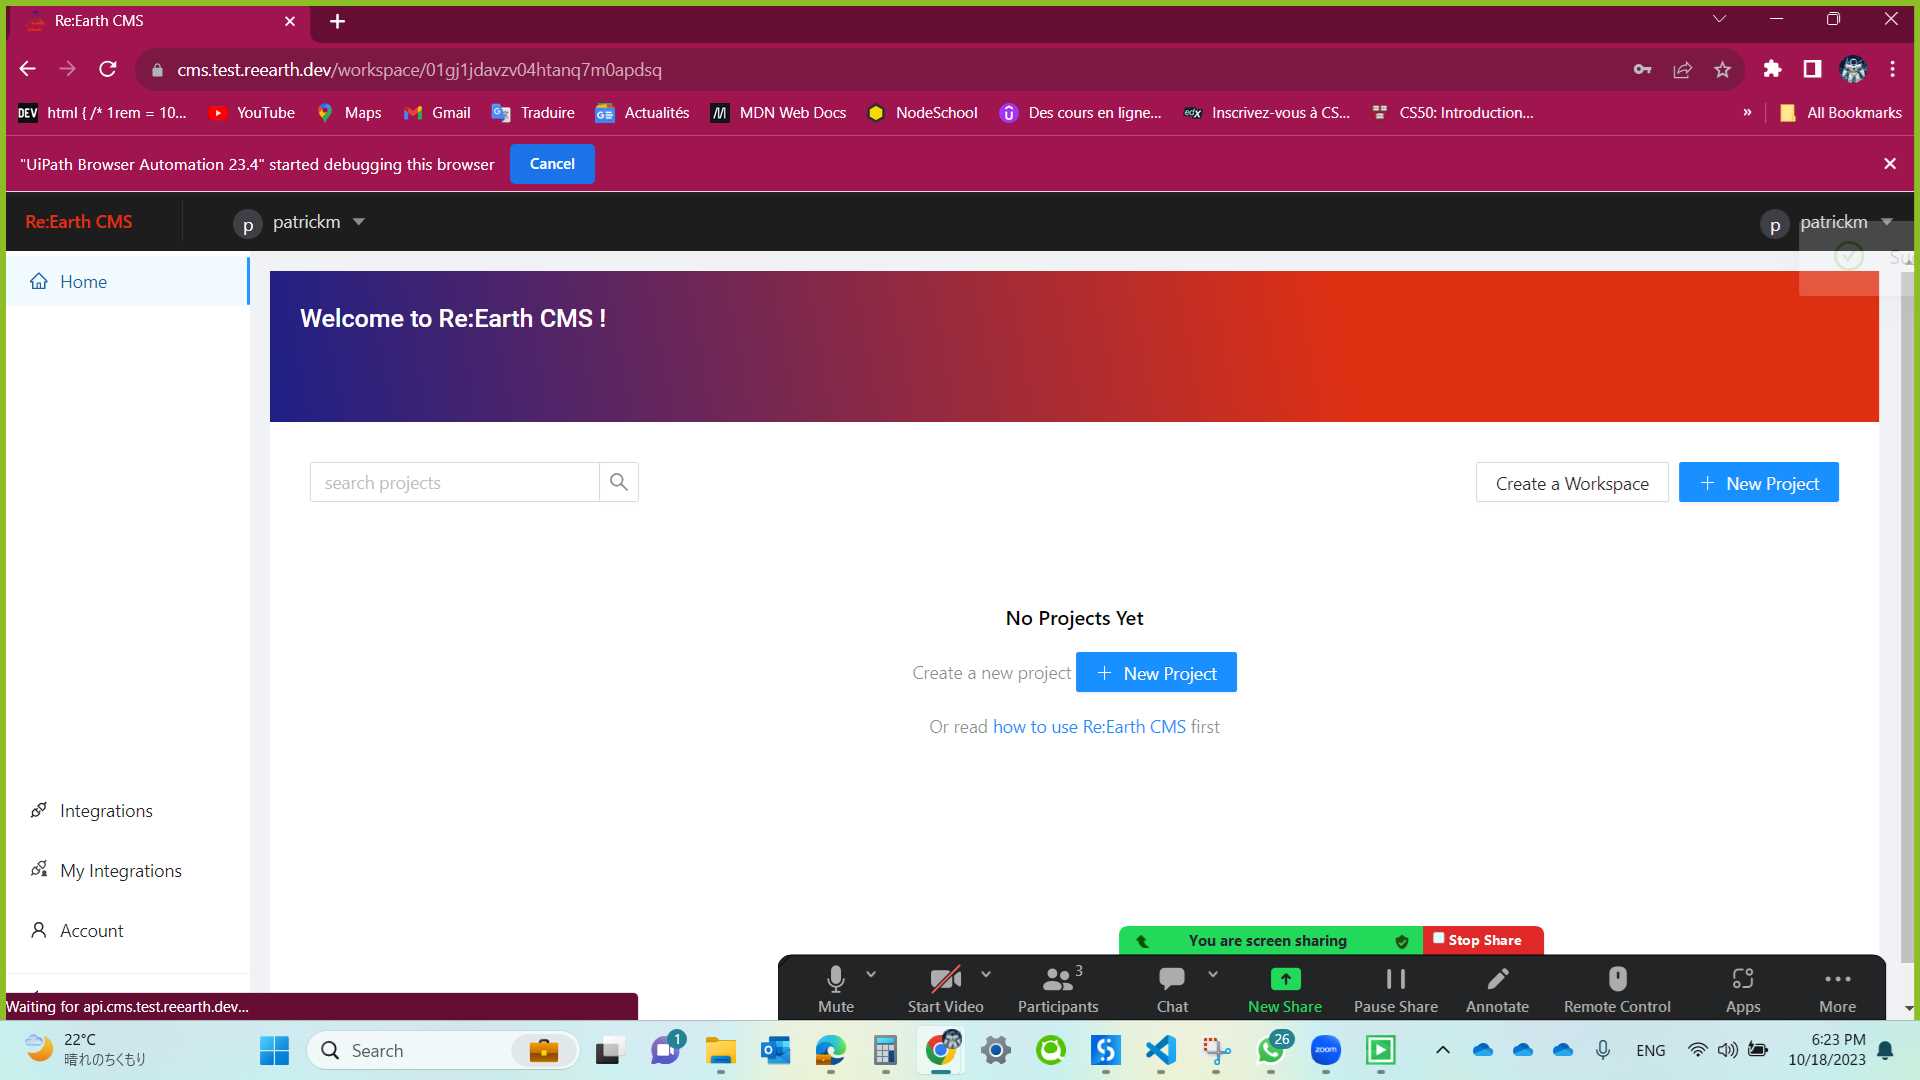 Re:Earth CMS
cms.test.reearth.dev/workspace/01gj1jdavzv04htanq7m0apdsq
DEV html { /* 1rem = 10... YouTube Maps Gmail Traduire Actualités MDN Web Docs NodeSchool Des cours en ligne... Inscrivez-vous à CS... CS50: Introduction... » All Bookmarks
"UiPath Browser Automation 23.4" started debugging this browser Cancel
Re:Earth CMS p patrickm p patrickm
Home
Welcome to Re:Earth CMS !
search projects Create a Workspace + New Project
No Projects Yet
Create a new project + New Project
Or read how to use Re:Earth CMS first
Integrations
My Integrations
Account
You are screen sharing Stop Share
3
Mute Start Video Participants Chat New Share Pause Share Annotate Remote Control Apps More
Waiting for api.cms.test.reearth.dev...
22°C
晴れのちくもり
Search
1
26
zoom
ENG
6:23 PM
10/18/2023